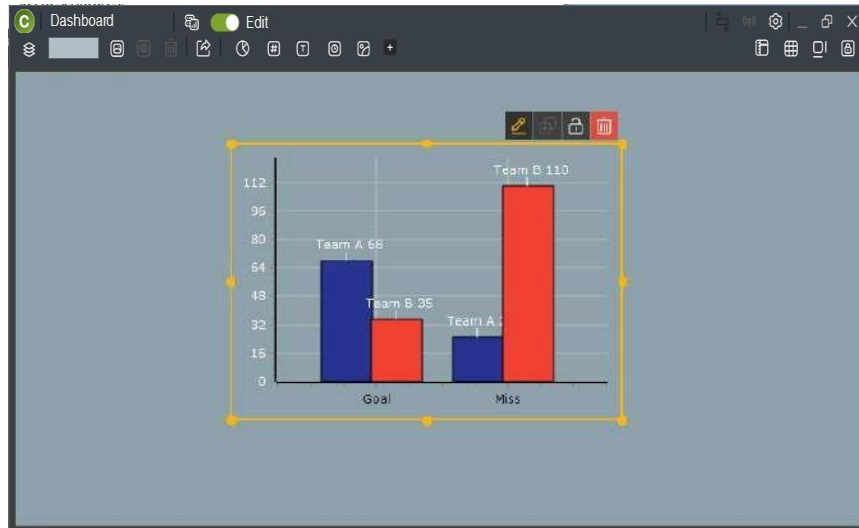 C Dashboard Edit
# T
Team B 110
112
96
80
Team A 68
64
48
Team B 35
32
Team A
16
0
Goal Miss